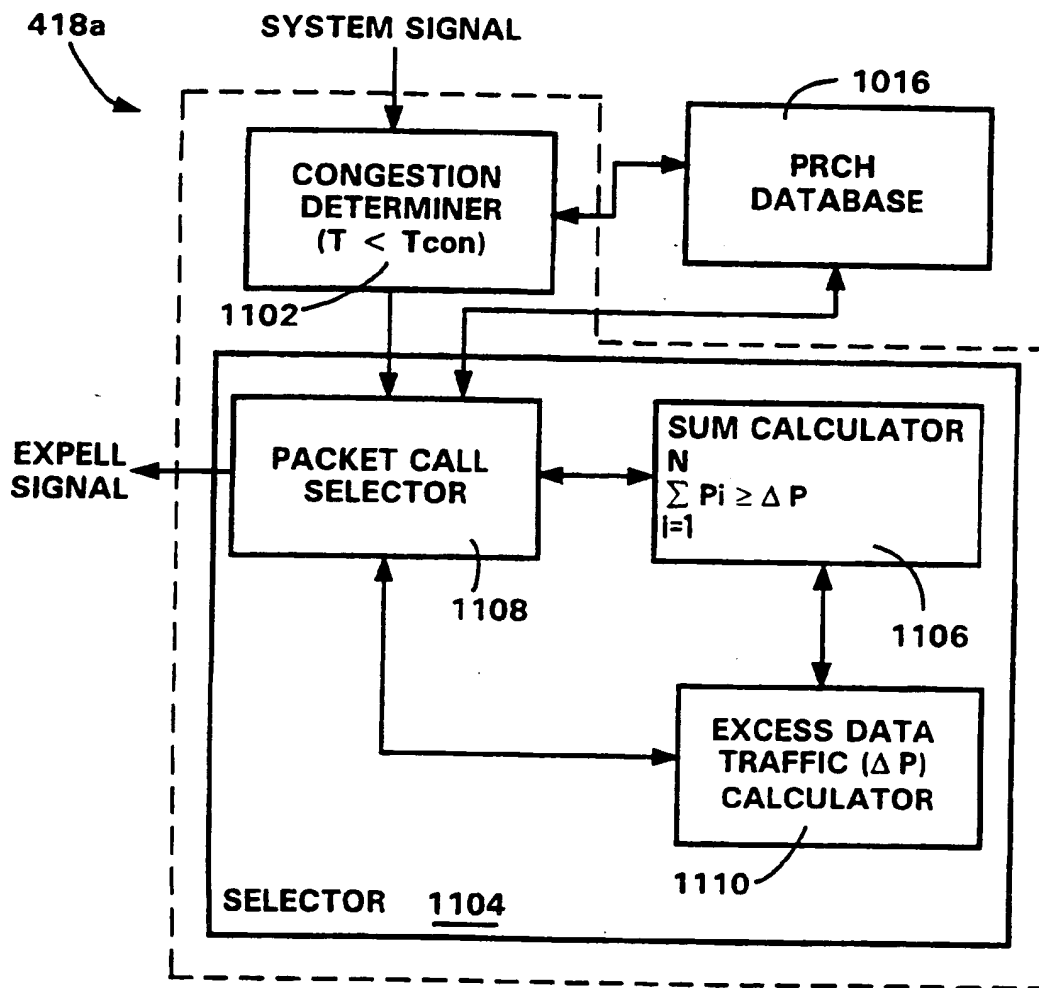 418a
SYSTEM SIGNAL
1016
CONGESTION
DETERMINER
(T < Tcon)
1102
PRCH
DATABASE
EXPELL
SIGNAL
PACKET CALL
SELECTOR
1108
SUM CALCULATOR
N
∑ Pi ≥ Δ P
i=1
1106
EXCESS DATA
TRAFFIC (Δ P)
CALCULATOR
1110
SELECTOR 1104